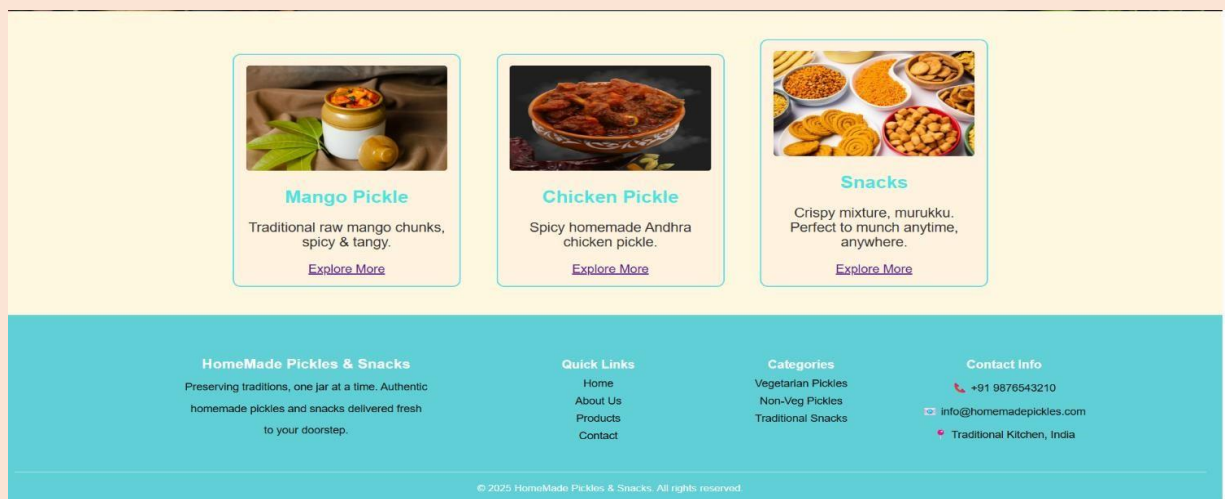 Mango Pickle
Traditional raw mango chunks,
spicy & tangy.
Explore More
Chicken Pickle
Spicy homemade Andhra
chicken pickle.
Explore More
Snacks
Crispy mixture, murukku.
Perfect to munch anytime,
anywhere.
Explore More
HomeMade Pickles & Snacks
Preserving traditions, one jar at a time. Authentic
homemade pickles and snacks delivered fresh
to your doorstep.
Quick Links
Home
About Us
Products
Contact
Categories
Vegetarian Pickles
Non-Veg Pickles
Traditional Snacks
Contact Info
+91 9876543210
info@homemadepickles.com
Traditional Kitchen, India
© 2025 HomeMade Pickles & Snacks. All rights reserved.